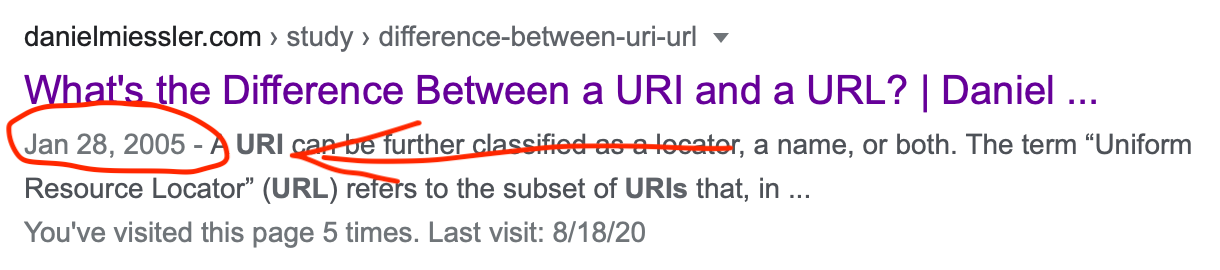 danielmiessler.com › study › difference-between-uri-url
What's the Difference Between a URI and a URL? | Daniel ...
Jan 28, 2005 - A URI can be further classified as a locator, a name, or both. The term “Uniform
Resource Locator” (URL) refers to the subset of URIs that, in ...
You've visited this page 5 times. Last visit: 8/18/20